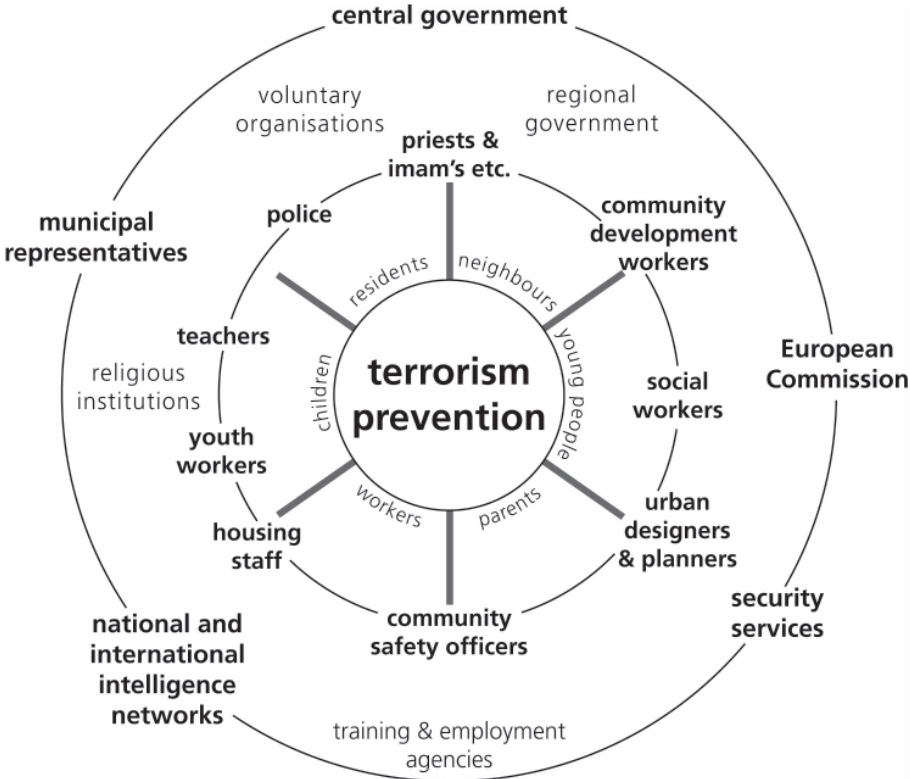 central government
voluntary
organisations
regional
government
priests &
imam's etc.
police
community
development
workers
municipal
representatives
residents
neighbours
teachers
children
terrorism
prevention
young people
European
Commission
religious
institutions
social
workers
youth
workers
workers
parents
housing
staff
urban
designers
& planners
community
safety officers
security
services
national and
international
intelligence
networks
training & employment
agencies